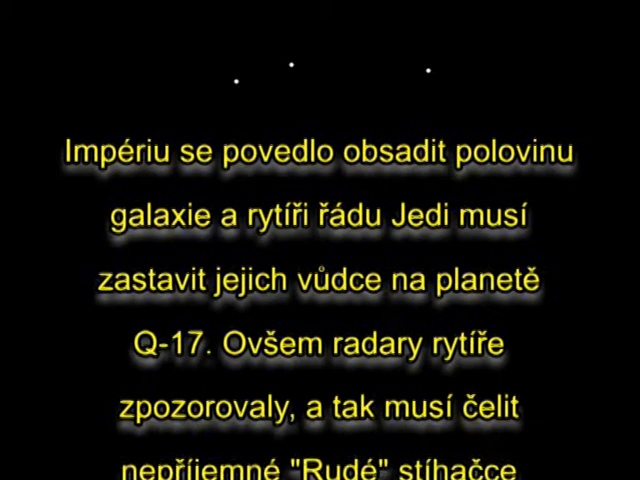 Impériu se povedlo obsadit polovinu
galaxie a rytíři řádu Jedi musí
zastavit jejich vůdce na planetě
Q-17. Ovšem radary rytíře
zpozorovaly, a tak musí čelit
nepříjemné "Rudé" stíhačce